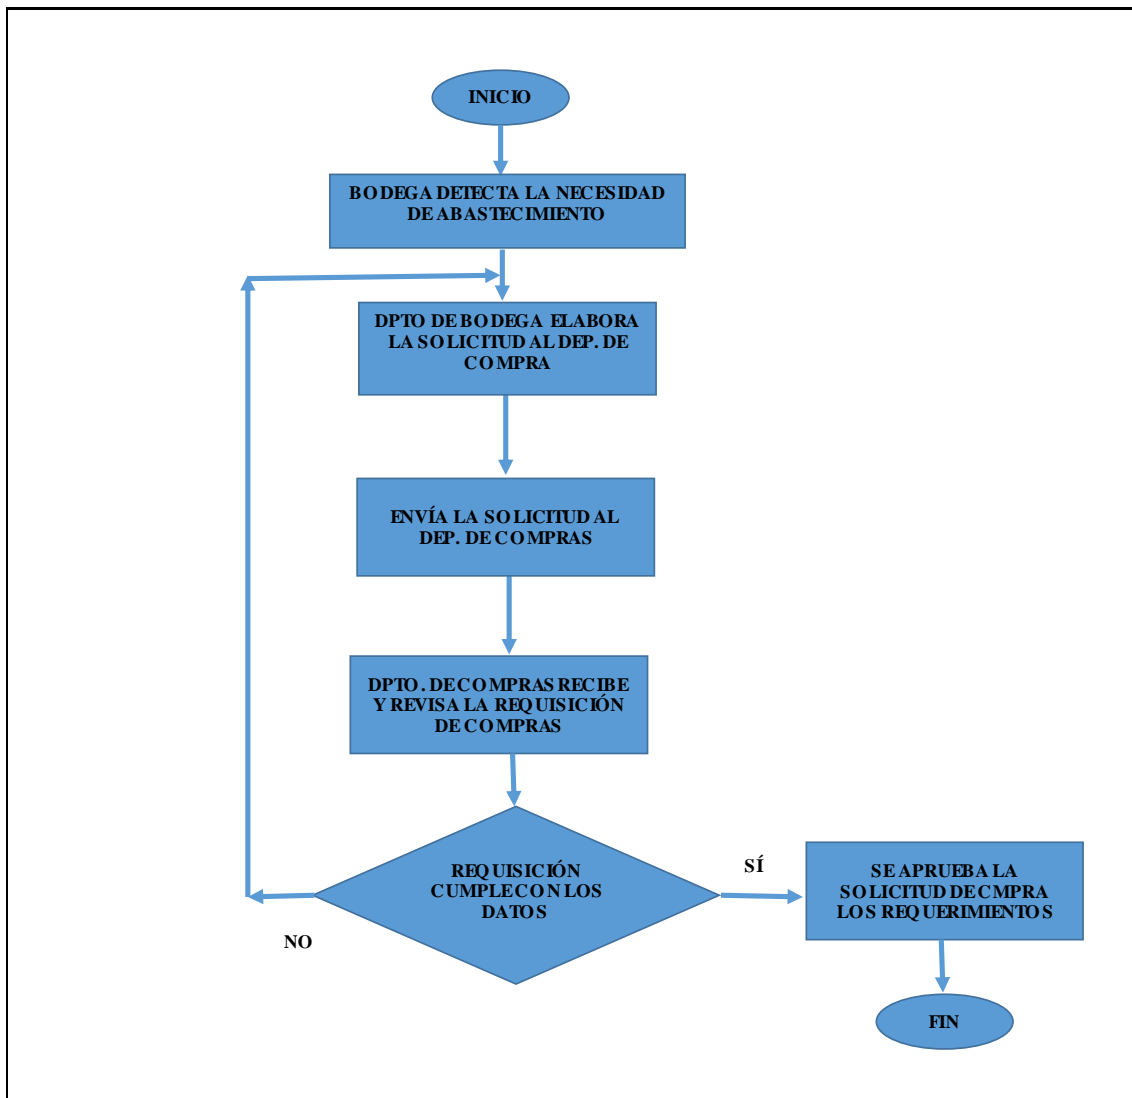 INICIO
BODEGA DETECTA LA NECESIDAD
DE ABASTECIMIENTO
DPTO DE BODEGA ELABORA
LA SOLICITUD AL DEP. DE
COMPRA
ENVÍA LA SOLICITUD AL
DEP. DE COMPRAS
DPTO. DE COMPRAS RECIBE
Y REVISA LA REQUISICIÓN
DE COMPRAS
REQUISICIÓN
CUMPLE CON LOS
DATOS
SÍ
SE APRUEBA LA
SOLICITUD DE CMPRA
LOS REQUERIMIENTOS
NO
FIN